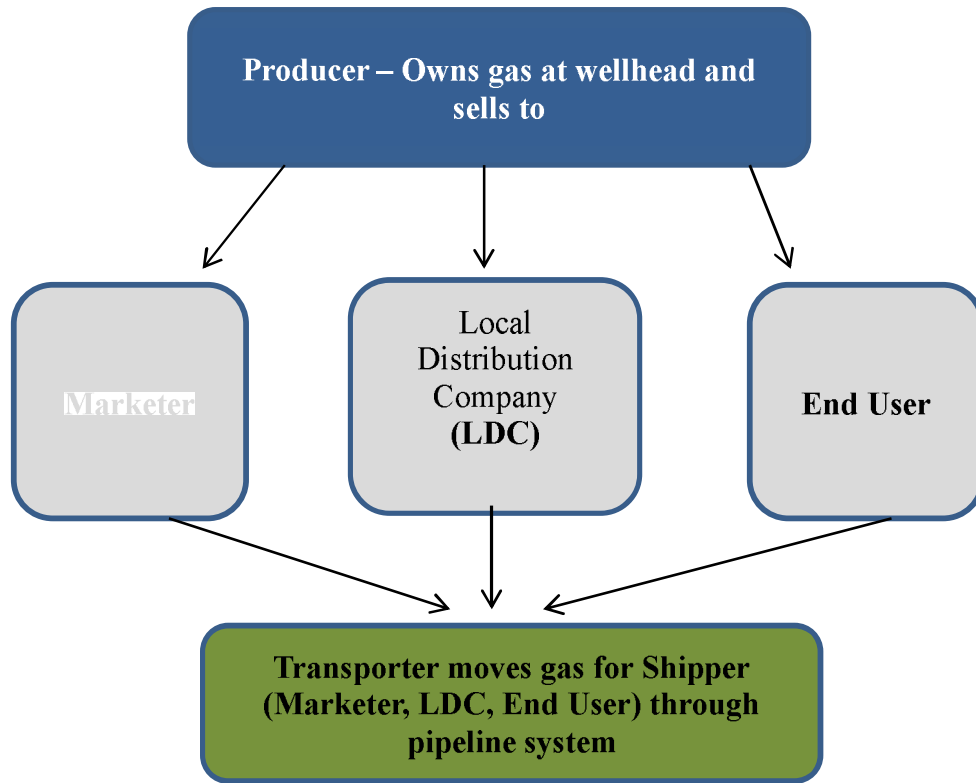 Producer – Owns gas at wellhead and
sells to
Marketer
Local
Distribution
Company
(LDC)
End User
Transporter moves gas for Shipper
(Marketer, LDC, End User) through
pipeline system